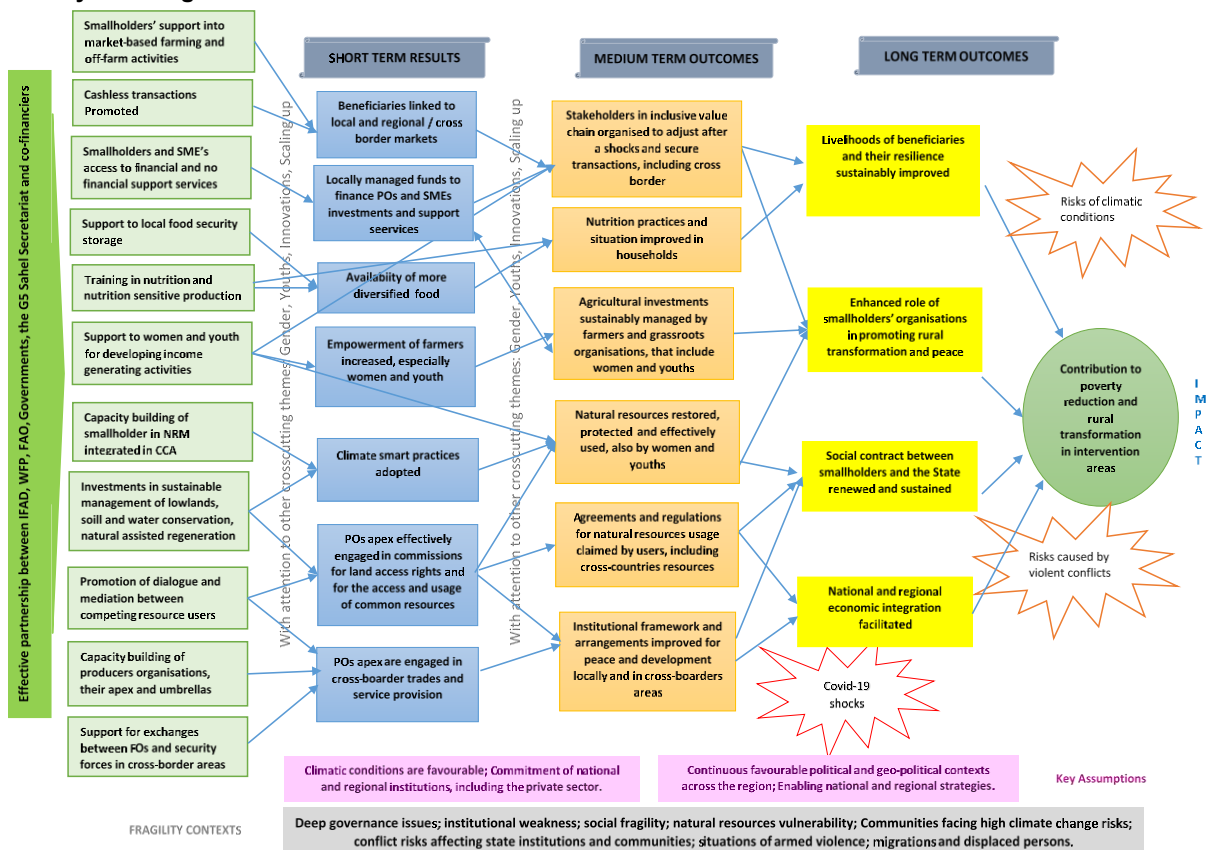 Effective partnership between IFAD, WFP, FAO, Governments, the G5 Sahel Secretariat and co-financiers
Smallholders' support into
market-based farming and
off-farm activities
Cashless transactions
Promoted
Smallholders and SME's
access to financial and no
financial support services
Support to local food security
storage
Training in nutrition and
nutrition sensitive production
Support to women and youth
for developing income
generating activities
Capacity building of
smallholder in NRM
integrated in CCA
Investments in sustainable
management of lowlands,
soill and water conservation,
natural assisted regeneration
Promotion of dialogue and
mediation between
competing resource users
Capacity building of
producers organisations,
their apex and umbrellas
Support for exchanges
between FOs and security
forces in cross-border areas
With attention to other crosscutting themes: Gender, Youths, Innovations, Scaling up
SHORT TERM RESULTS
Beneficiaries linked to
local and regional / cross
border markets
Locally managed funds to
finance POs and SMEs
investments and support
seervices
Availabiity of more
diversified food
Empowerment of farmers
increased, especially
women and youth
Climate smart practices
adopted
POs apex effectively
engaged in commissions
for land access rights and
for the access and usage
of common resources
POs apex are engaged in
cross-boarder trades and
service provision
With attention to other crosscutting themes: Gender, Youths, Innovations, Scaling up
MEDIUM TERM OUTCOMES
Stakeholders in inclusive value
chain organised to adjust after
a shocks and secure
transactions, including cross
border
Nutrition practices and
situation improved in
households
Agricultural investments
sustainably managed by
farmers and grassroots
organisations, that include
women and youths
Natural resources restored,
protected and effectively
used, also by women and
youths
Agreements and regulations
for natural resources usage
claimed by users, including
cross-countries resources
Institutional framework and
arrangements improved for
peace and development
locally and in cross-boarders
areas
LONG TERM OUTCOMES
Livelihoods of beneficiaries
and their resilience
sustainably improved
Enhanced role of
smallholders' organisations
in promoting rural
transformation and peace
Social contract between
smallholders and the State
renewed and sustained
National and regional
economic integration
facilitated
Risks of climatic
conditions
Contribution to
poverty
reduction and
rural
transformation
in intervention
areas
IMPACT
Risks caused by
violent conflicts
Covid-19
shocks
Climatic conditions are favourable; Commitment of national
and regional institutions, including the private sector.
Continuous favourable political and geo-political contexts
across the region; Enabling national and regional strategies.
Key Assumptions
FRAGILITY CONTEXTS
Deep governance issues; institutional weakness; social fragility; natural resources vulnerability; Communities facing high climate change risks;
conflict risks affecting state institutions and communities; situations of armed violence; migrations and displaced persons.